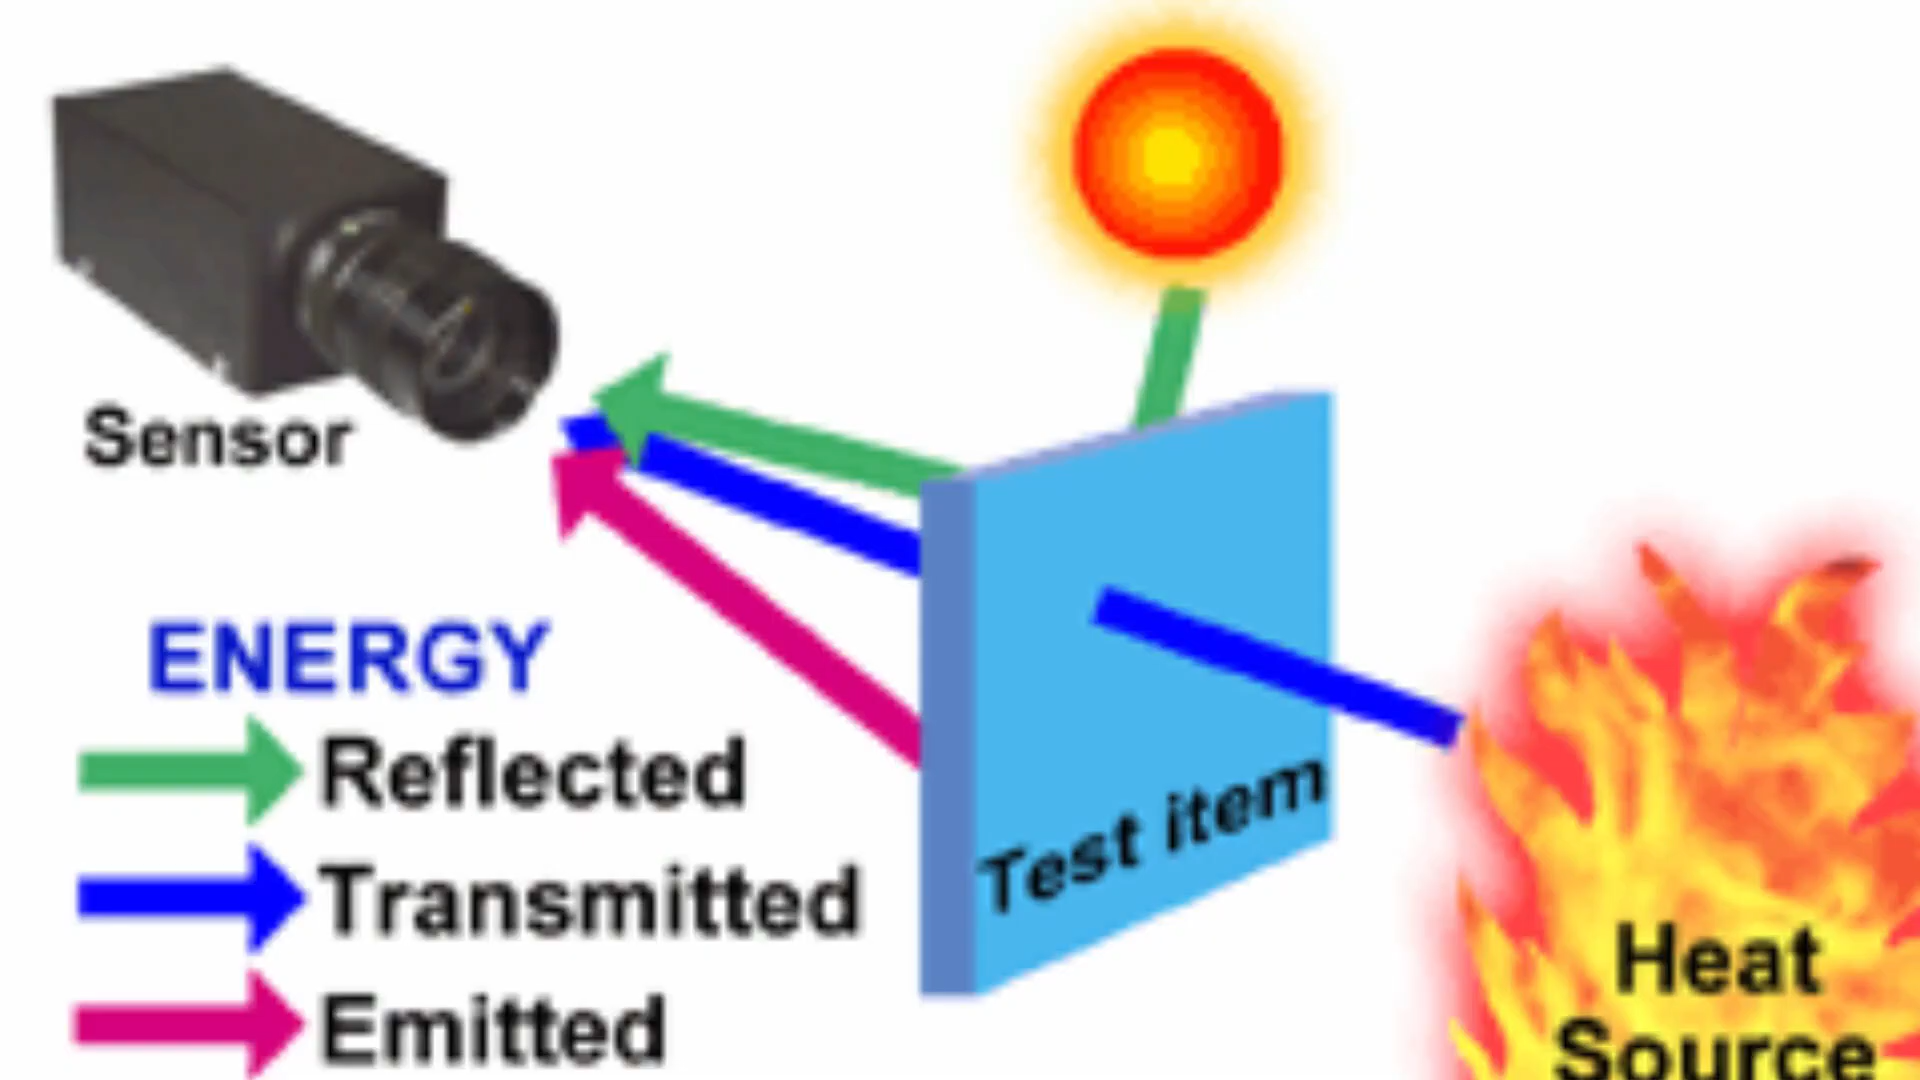 Sensor
ENERGY
Reflected
Transmitted
Emitted
Test item
Heat
Source